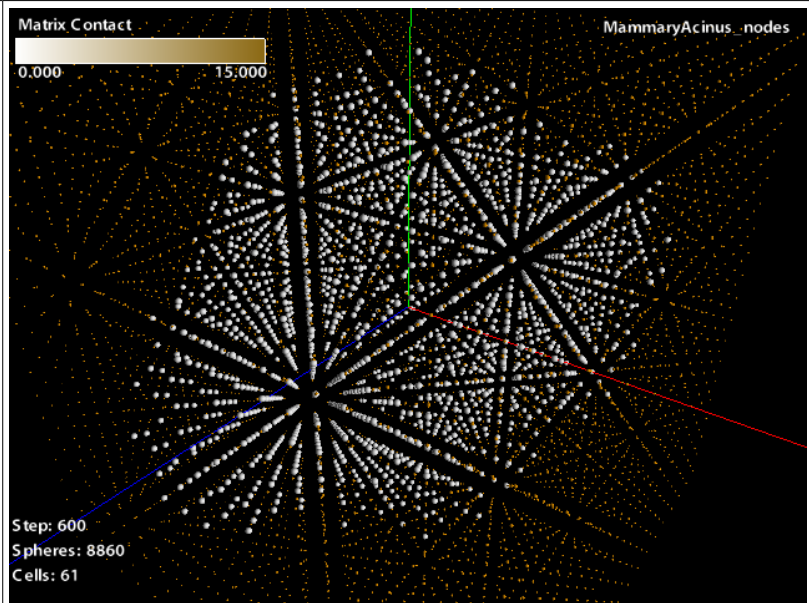 Matrix Contact
MammaryAcinus_nodes
0.000 15.000
Step: 600
Spheres: 8860
Cells: 61